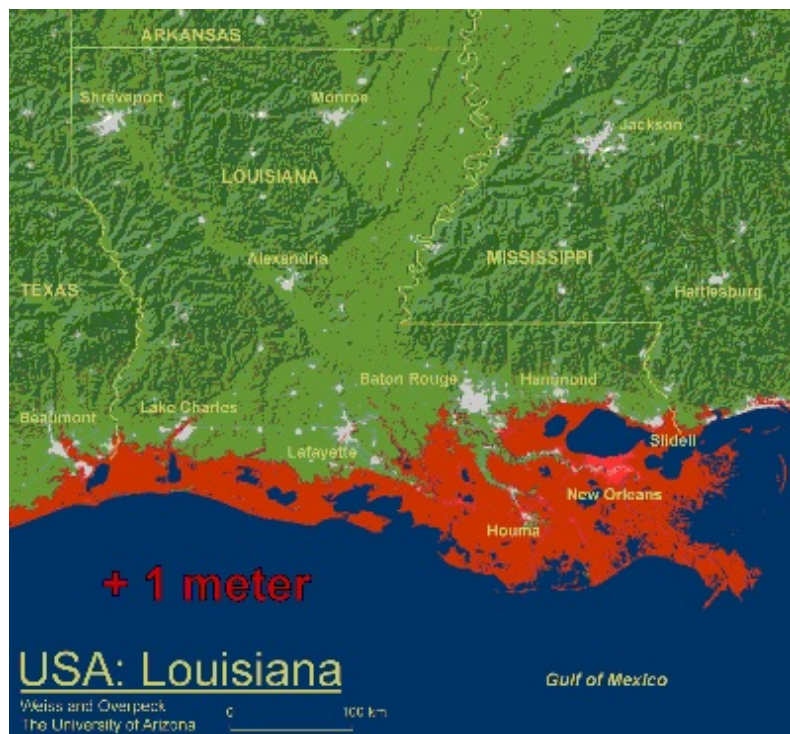 ARKANSAS
Shreveport
Monroe
Jackson
LOUISIANA
Alexandria
MISSISSIPPI
TEXAS
Hattiesburg
Baton Rouge
Hammond
Beaumont
Lake Charles
Lafayette
Slidell
New Orleans
Houma
+ 1 meter
USA: Louisiana
Gulf of Mexico
Weiss and Overpeck
The University of Arizona
0
100 km